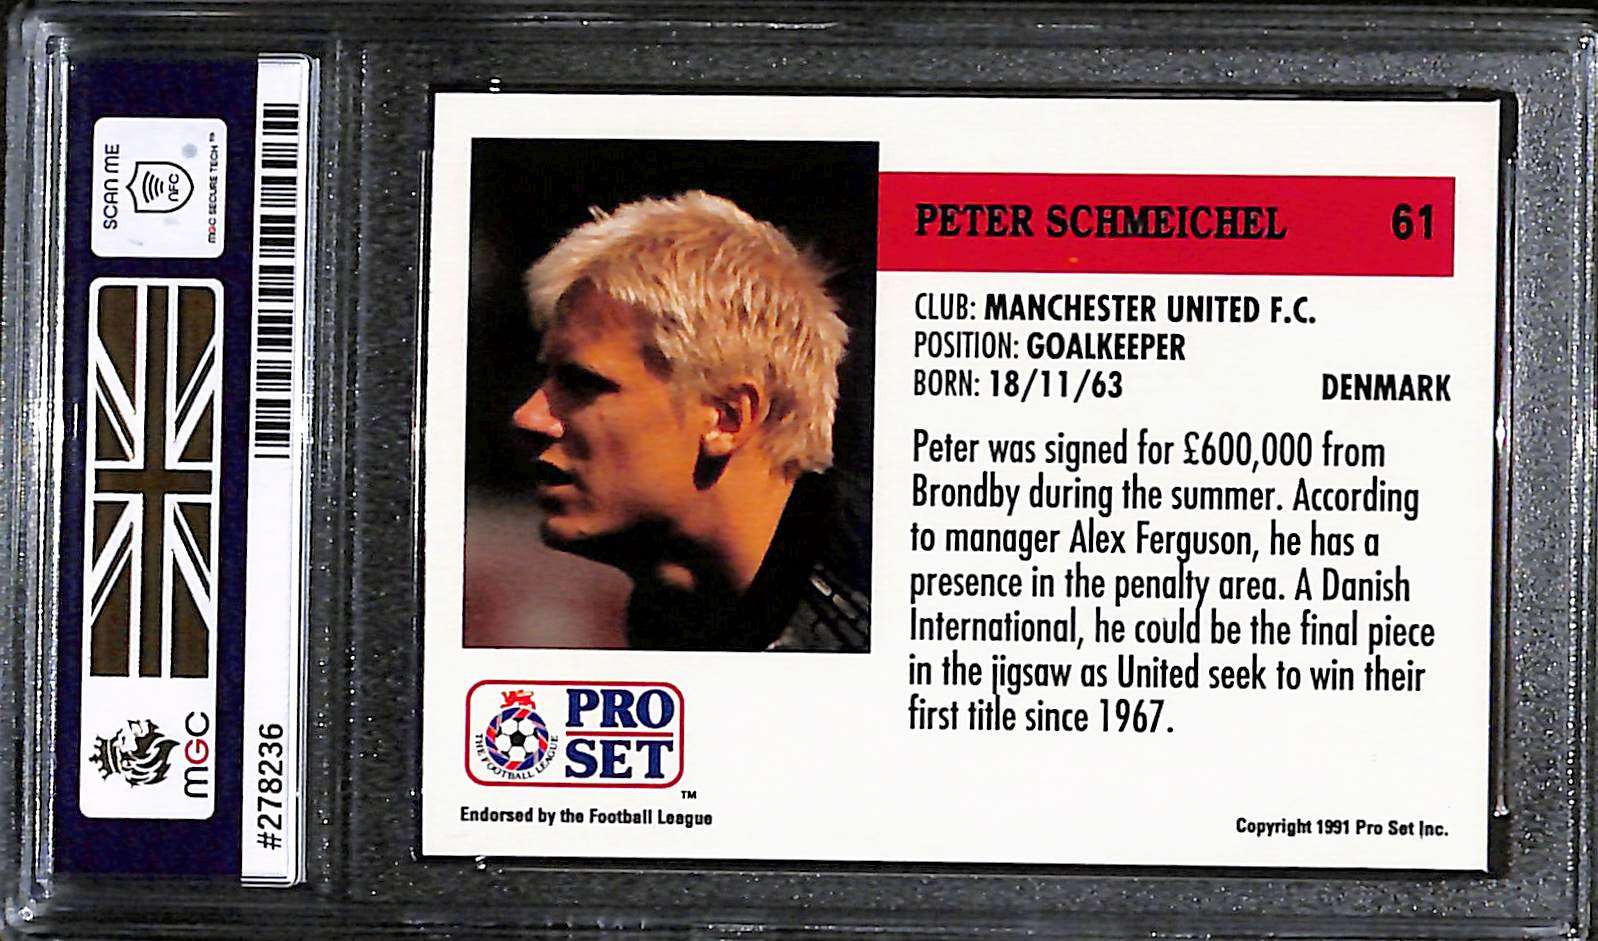 SCAN ME
NFC
MGC SECURE TECH™
MGC
#2782236
PETER SCHMEICHEL 61
CLUB: MANCHESTER UNITED F.C.
POSITION: GOALKEEPER
BORN: 18/11/63 DENMARK
Peter was signed for £600,000 from
Brondby during the summer. According
to manager Alex Ferguson, he has a
presence in the penalty area. A Danish
International, he could be the final piece
in the jigsaw as United seek to win their
first title since 1967.
THE FOOTBALL LEAGUE
PRO
SET
™
Endorsed by the Football League
Copyright 1991 Pro Set Inc.